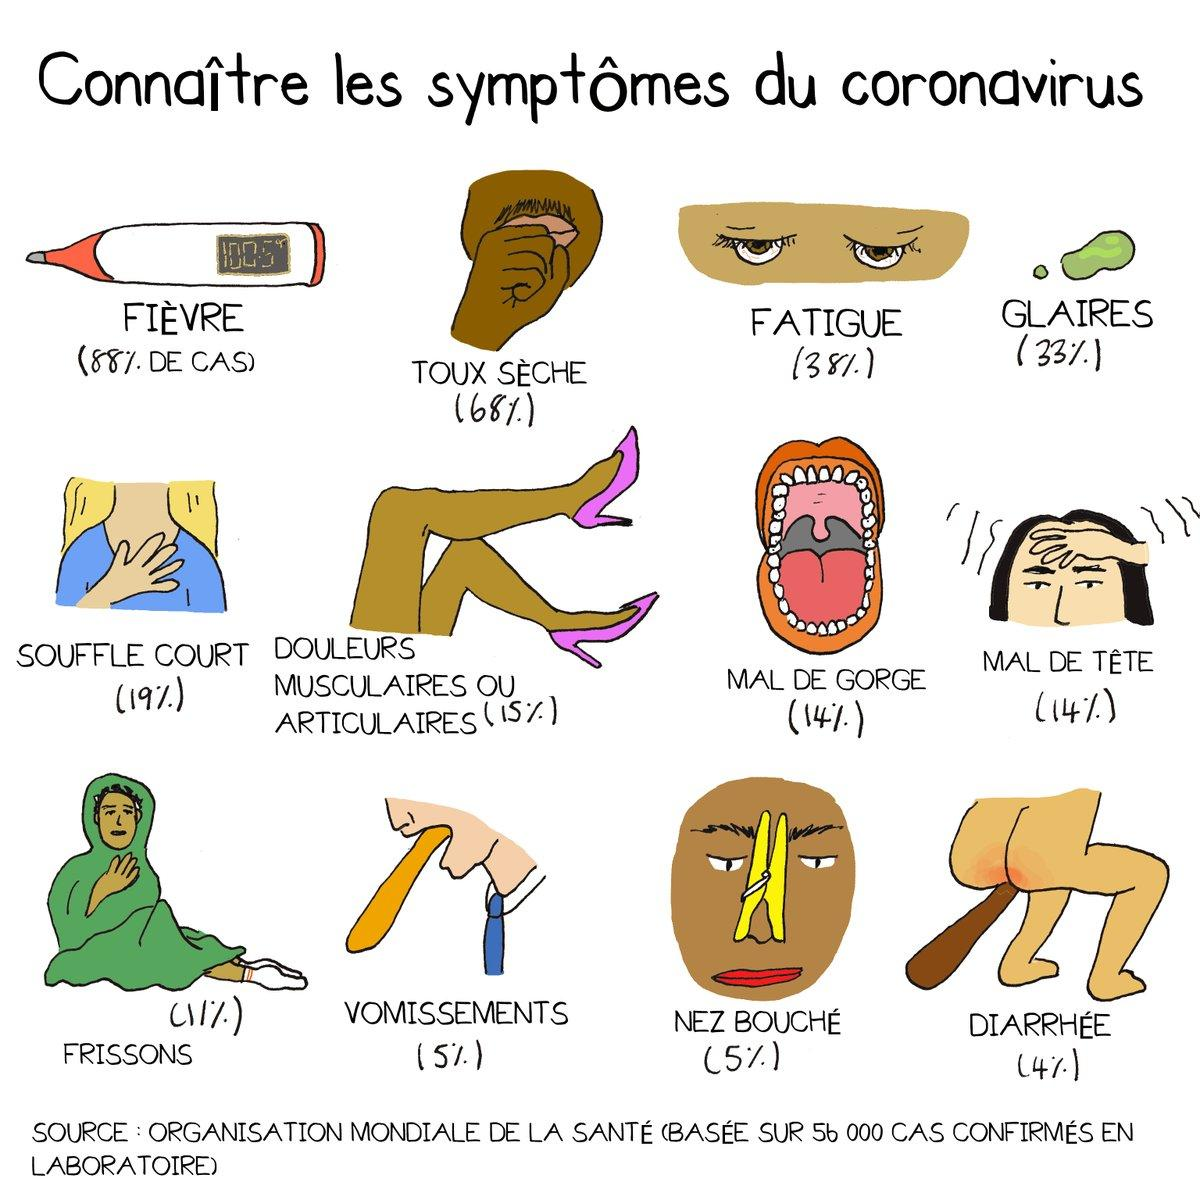 Connaître les symptômes du coronavirus
100.5°
FIÈVRE
(88% DE CAS)
TOUX SÈCHE
(68%)
FATIGUE
(38%)
GLAIRES
(33%)
SOUFFLE COURT
(19%)
DOULEURS
MUSCULAIRES OU
ARTICULAIRES (15%)
MAL DE GORGE
(14%)
MAL DE TÊTE
(14%)
(11%)
FRISSONS
VOMISSEMENTS
(5%)
NEZ BOUCHÉ
(5%)
DIARRHÉE
(4%)
SOURCE : ORGANISATION MONDIALE DE LA SANTÉ (BASÉE SUR 56 000 CAS CONFIRMÉS EN
LABORATOIRE)